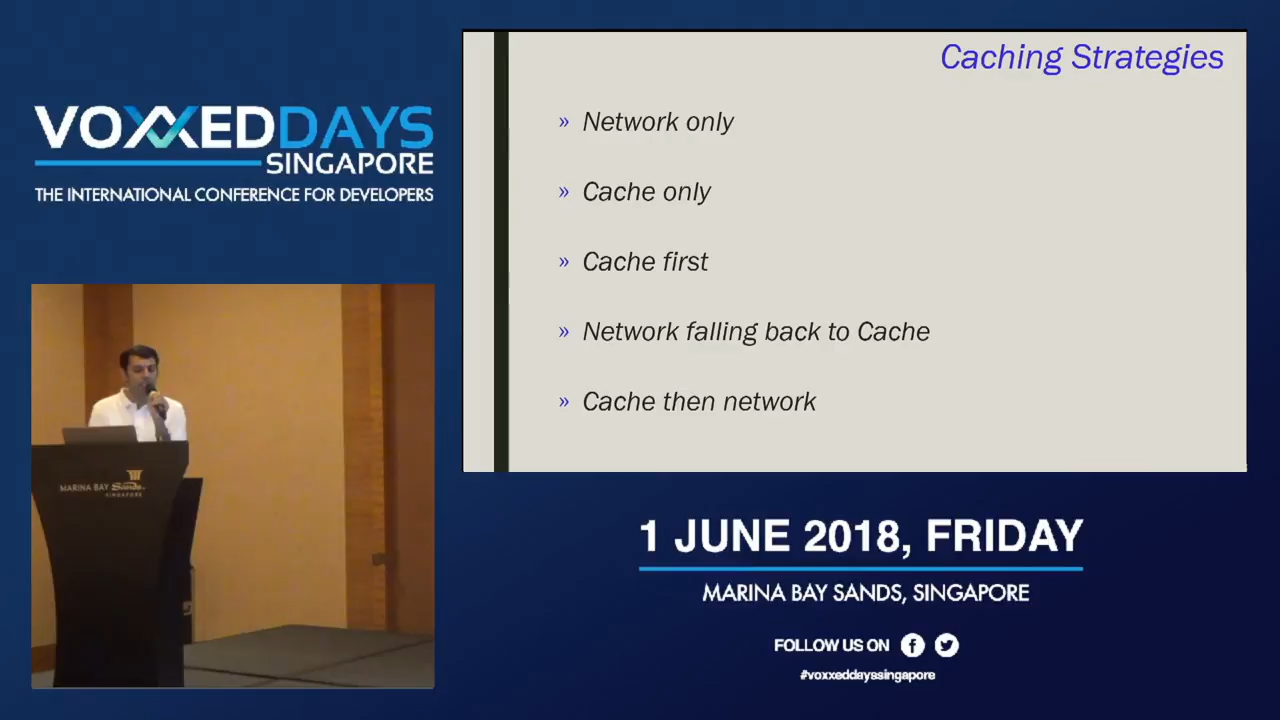 VOXXEDDAYS
SINGAPORE
THE INTERNATIONAL CONFERENCE FOR DEVELOPERS
Caching Strategies
» Network only
» Cache only
» Cache first
» Network falling back to Cache
» Cache then network
MARINA BAY Sands
SINGAPORE
1 JUNE 2018, FRIDAY
MARINA BAY SANDS, SINGAPORE
FOLLOW US ON
#voxxeddayssingapore